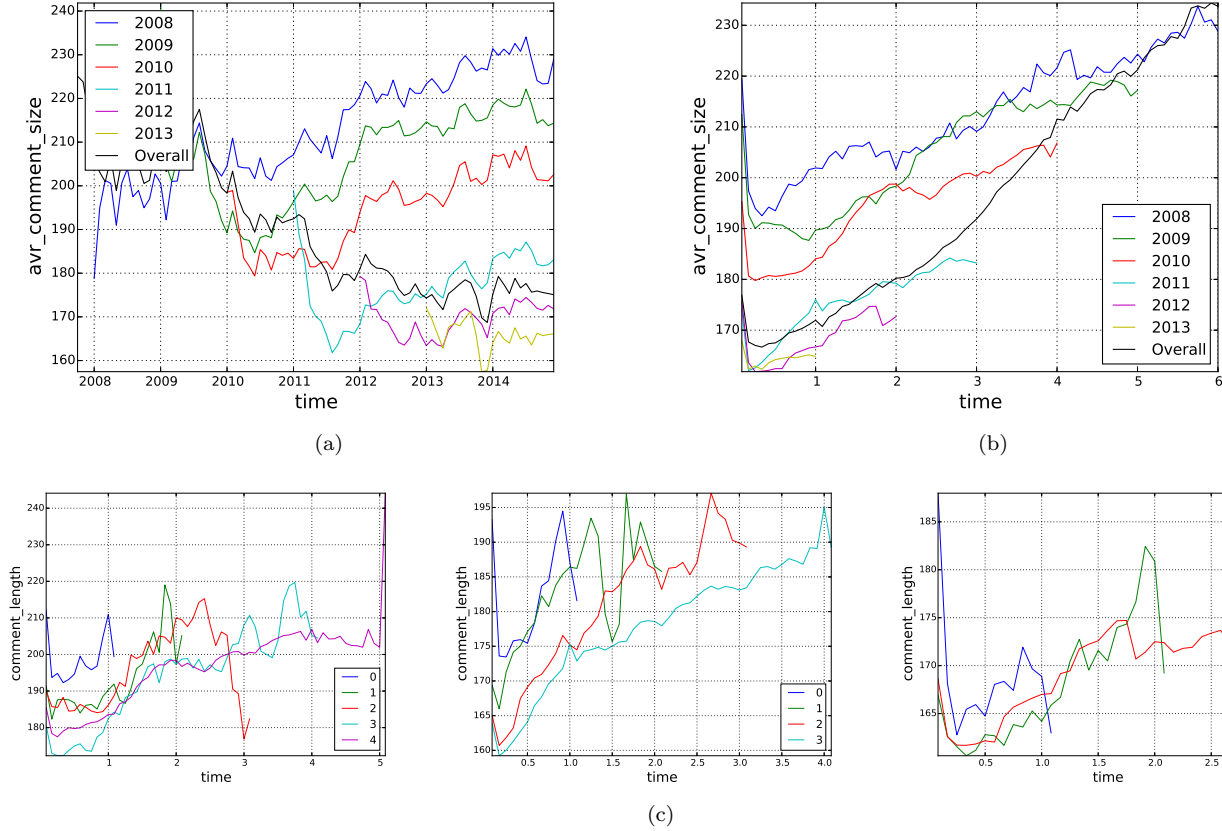 avr_comment_size
240
230
220
210
200
190
180
170
160
2008
2009
2010
2011
2012
2013
Overall
2008 2009 2010 2011 2012 2013 2014
time
(a)
avr_comment_size
230
220
210
200
190
180
170
2008
2009
2010
2011
2012
2013
Overall
1 2 3 4 5 6
time
(b)
comment_length
240
230
220
210
200
190
180
0
1
2
3
4
1 2 3 4 5
time
comment_length
195
190
185
180
175
170
165
160
0
1
2
3
0.5 1.0 1.5 2.0 2.5 3.0 3.5 4.0
time
comment_length
185
180
175
170
165
0.5 1.0 1.5 2.0 2.5
time
(c)